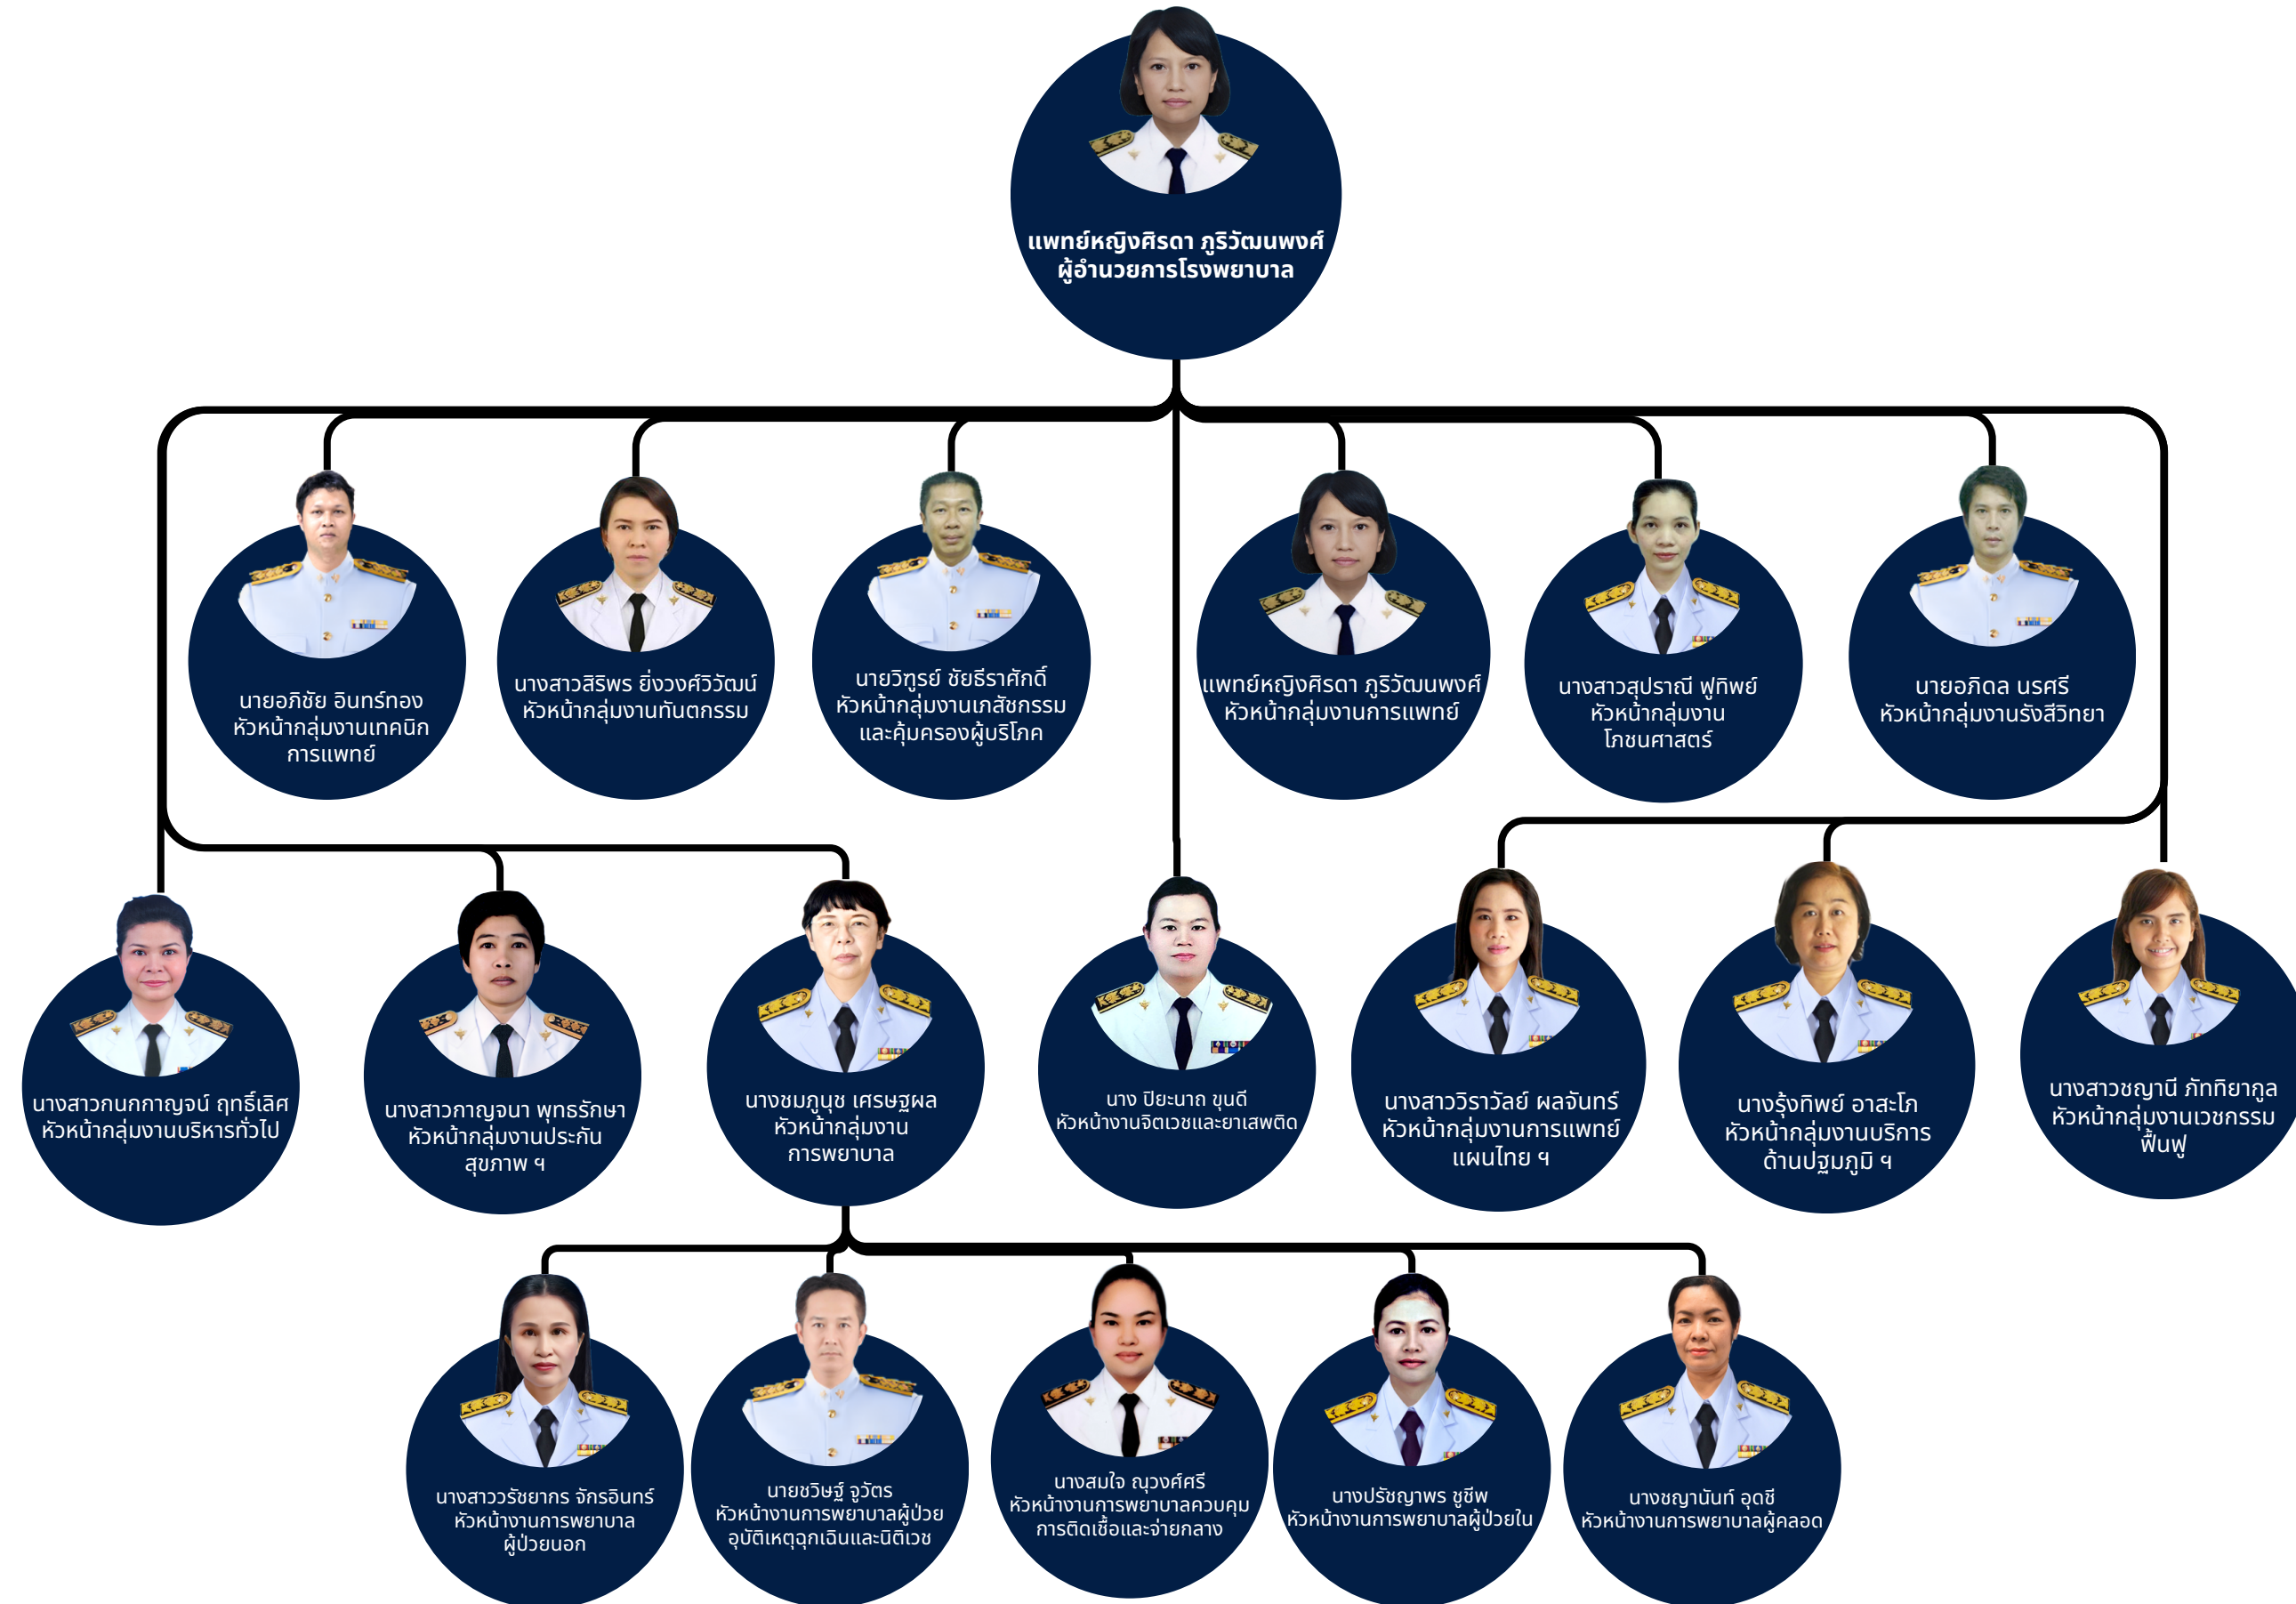 แพทย์หญิงศิรดา ภูริวัฒนพงศ์
ผู้อำนวยการโรงพยาบาล
นายอภิชัย อินทร์ทอง
หัวหน้ากลุ่มงานเทคนิค
การแพทย์
นางสาวสิริพร ยิ่งวงศ์วิวัฒน์
หัวหน้ากลุ่มงานทันตกรรม
นายวิฑูรย์ ชัยธีราศักดิ์
หัวหน้ากลุ่มงานเภสัชกรรม
และคุ้มครองผู้บริโภค
แพทย์หญิงศิรดา ภูริวัฒนพงศ์
หัวหน้ากลุ่มงานการแพทย์
นางสาวสุปราณี ฟูทิพย์
หัวหน้ากลุ่มงาน
โภชนศาสตร์
นายอภิดล นรศรี
หัวหน้ากลุ่มงานรังสีวิทยา
นางสาวกนกกาญจน์ ฤทธิ์เลิศ
หัวหน้ากลุ่มงานบริหารทั่วไป
นางสาวกาญจนา พุทธรักษา
หัวหน้ากลุ่มงานประกัน
สุขภาพ ฯ
นางชมภูนุช เศรษฐผล
หัวหน้ากลุ่มงาน
การพยาบาล
นาง ปิยะนาถ ขุนดี
หัวหน้างานจิตเวชและยาเสพติด
นางสาววิราวัลย์ ผลจันทร์
หัวหน้ากลุ่มงานการแพทย์
แผนไทย ฯ
นางรุ้งทิพย์ อาสะโภ
หัวหน้ากลุ่มงานบริการ
ด้านปฐมภูมิ ฯ
นางสาวชญานี ภัททิยากูล
หัวหน้ากลุ่มงานเวชกรรม
ฟื้นฟู
นางสาววรัชยากร จักรอินทร์
หัวหน้างานการพยาบาล
ผู้ป่วยนอก
นายชวิษฐ์ จูวัตร
หัวหน้างานการพยาบาลผู้ป่วย
อุบัติเหตุฉุกเฉินและนิติเวช
นางสมใจ ณุวงศ์ศรี
หัวหน้างานการพยาบาลควบคุม
การติดเชื้อและจ่ายกลาง
นางปรัชญาพร ชูชีพ
หัวหน้างานการพยาบาลผู้ป่วยใน
นางชญานันท์ อุดชี
หัวหน้างานการพยาบาลผู้คลอด